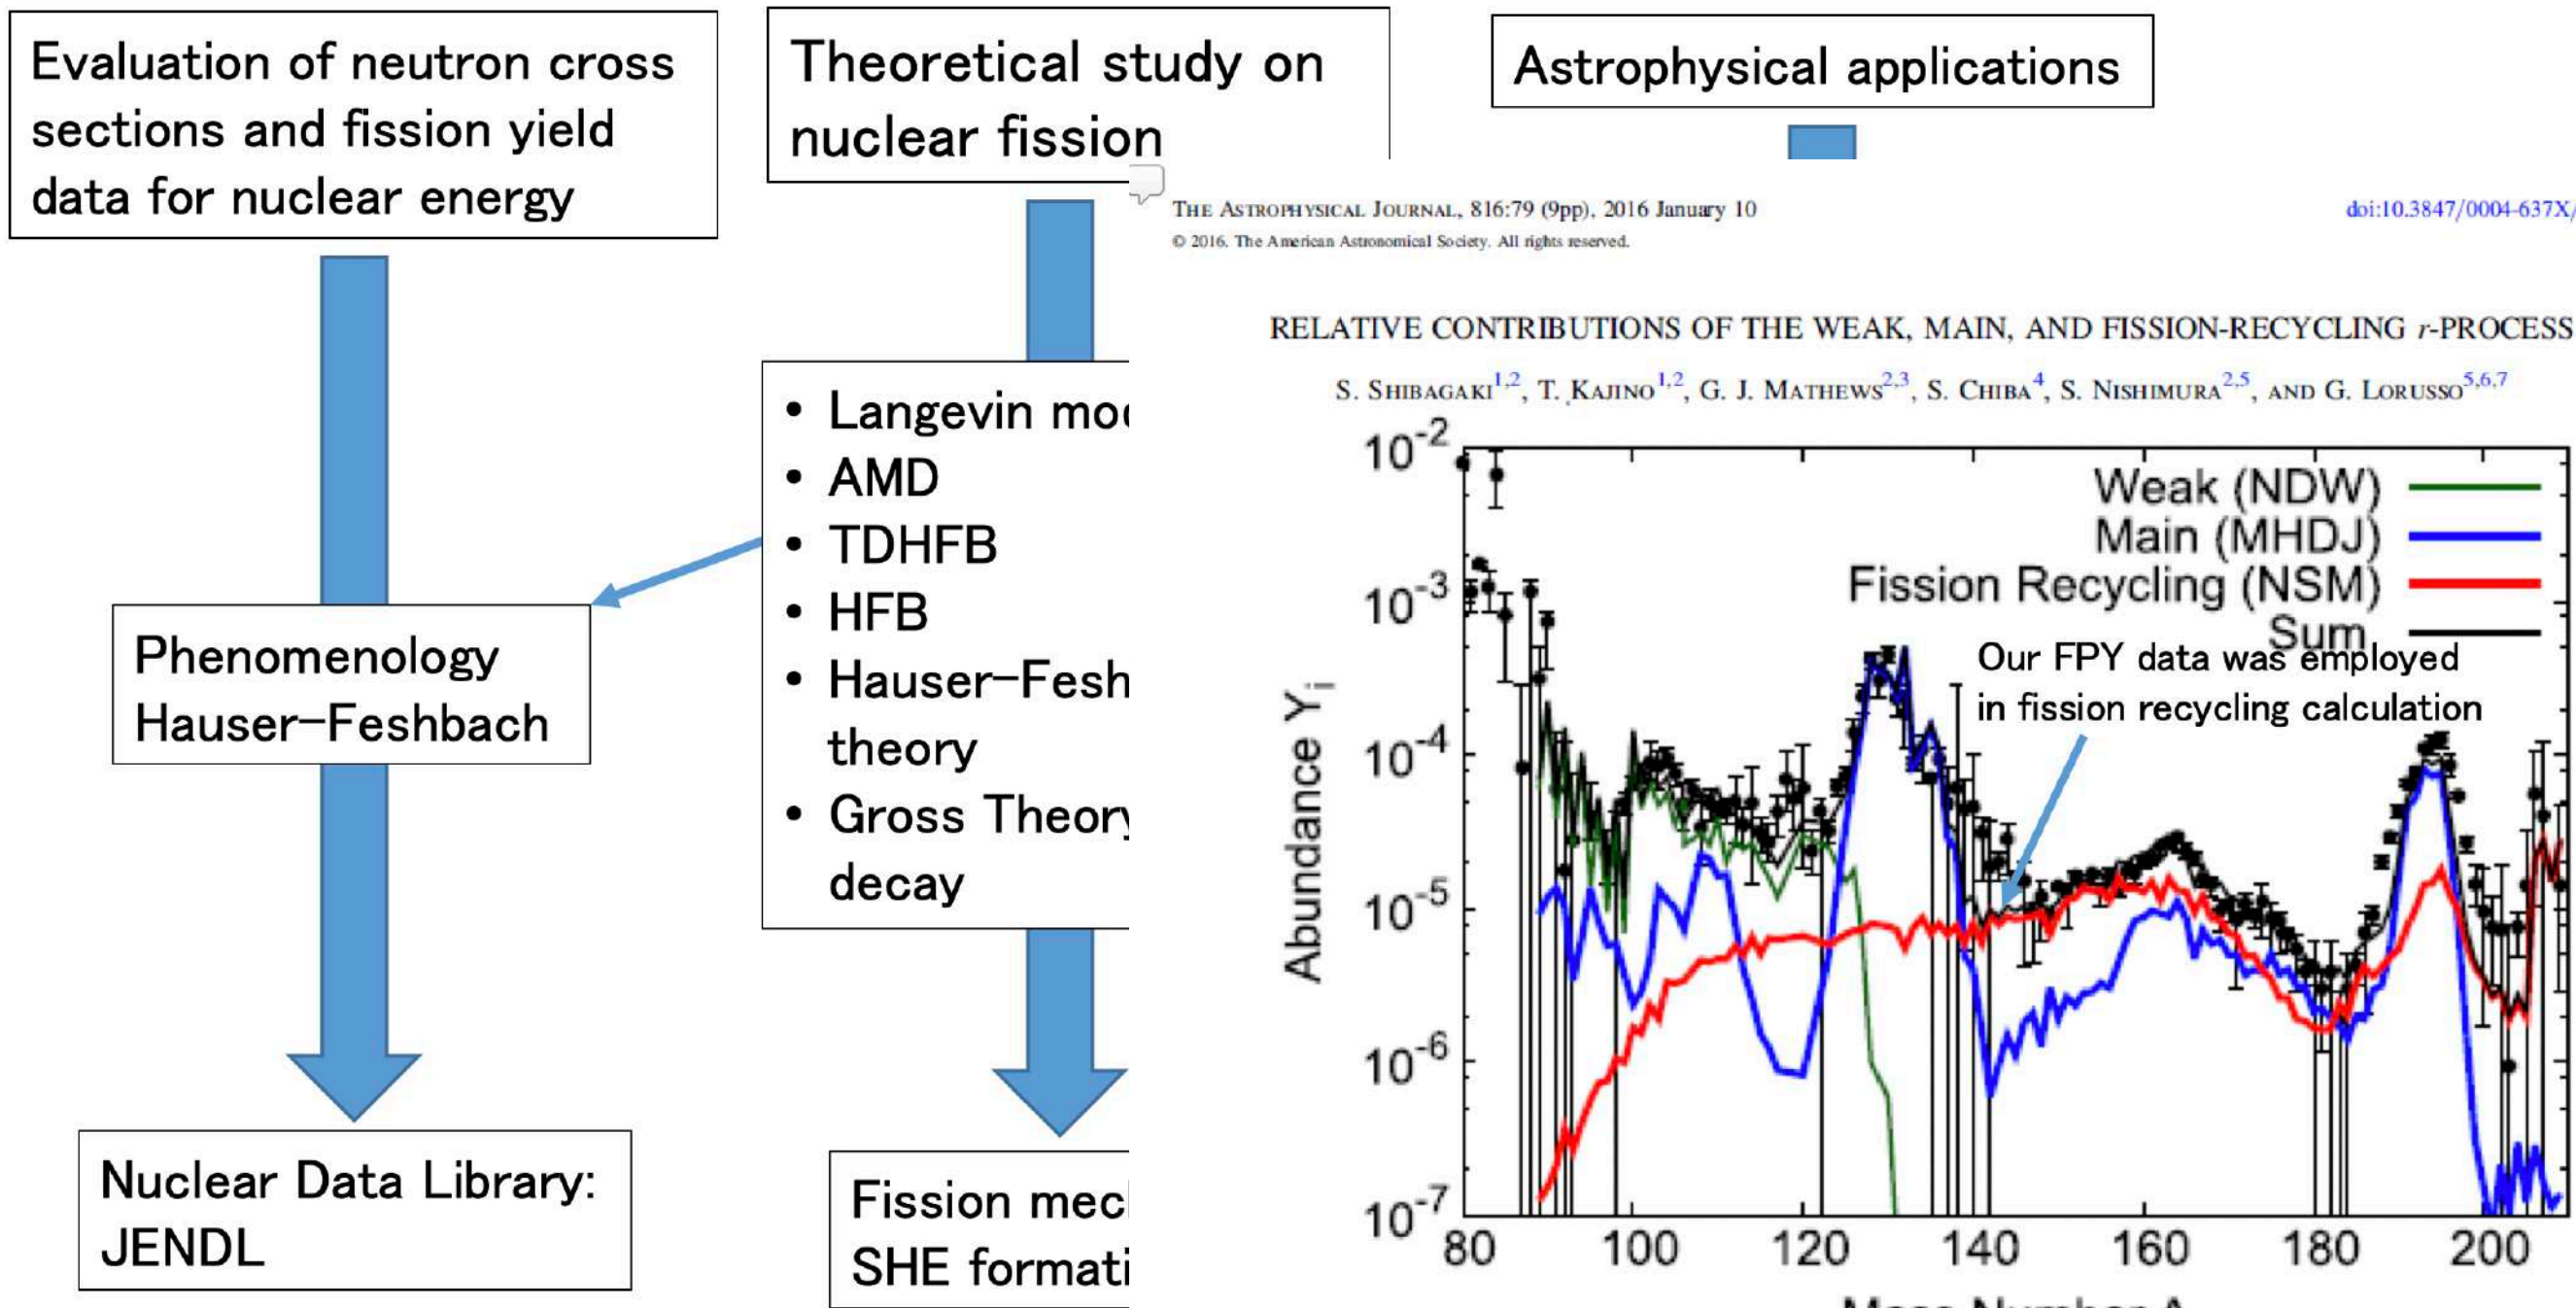 Evaluation of neutron cross
sections and fission yield
data for nuclear energy
Phenomenology
Hauser-Feshbach
Nuclear Data Library:
JENDL
Theoretical study on
nuclear fission
• Langevin
• AMD
• TDHFB
• HFB
• Hauser-Fesh
theory
• Gross Theory
decay
Fission mec
SHE formati
Astrophysical applications
THE ASTROPHYSICAL JOURNAL, 816:79 (9pp), 2016 January 10
doi:10.3847/0004-637X/
© 2016. The American Astronomical Society. All rights reserved.
RELATIVE CONTRIBUTIONS OF THE WEAK, MAIN, AND FISSION-RECYCLING r-PROCESS
S. SHIBAGAKI1,2, T. KAJINO1,2, G. J. MATHEWS2,3, S. CHIBA4, S. NISHIMURA2,5, AND G. LORUSSO5,6,7
Weak (NDW)
Main (MHDJ)
Fission Recycling (NSM)
Sum
Our FPY data was employed
in fission recycling calculation
Abundance Yi
10-2
10-3
10-4
10-5
10-6
10-7
80 100 120 140 160 180 200
Mass Number A